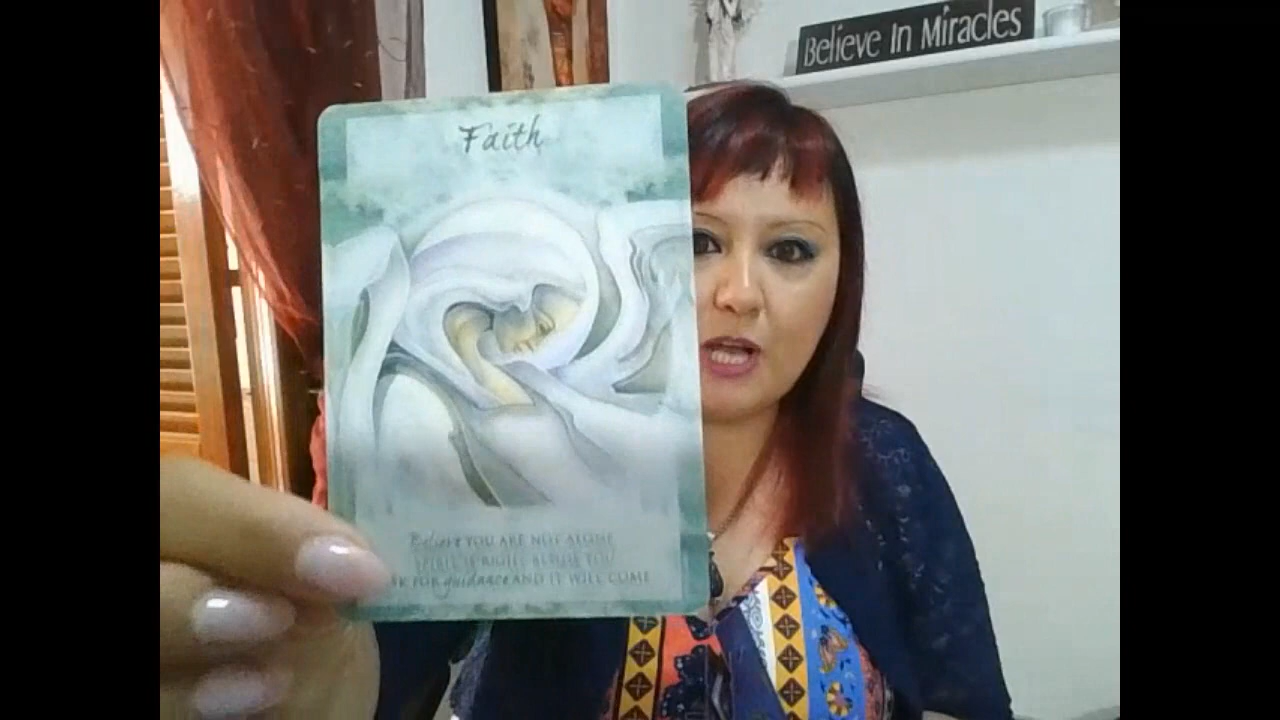 Believe In Miracles
Faith
Believe YOU ARE NOT ALONE
SPIRIT IS RIGHT BESIDE YOU
ASK FOR guidance AND IT WILL COME